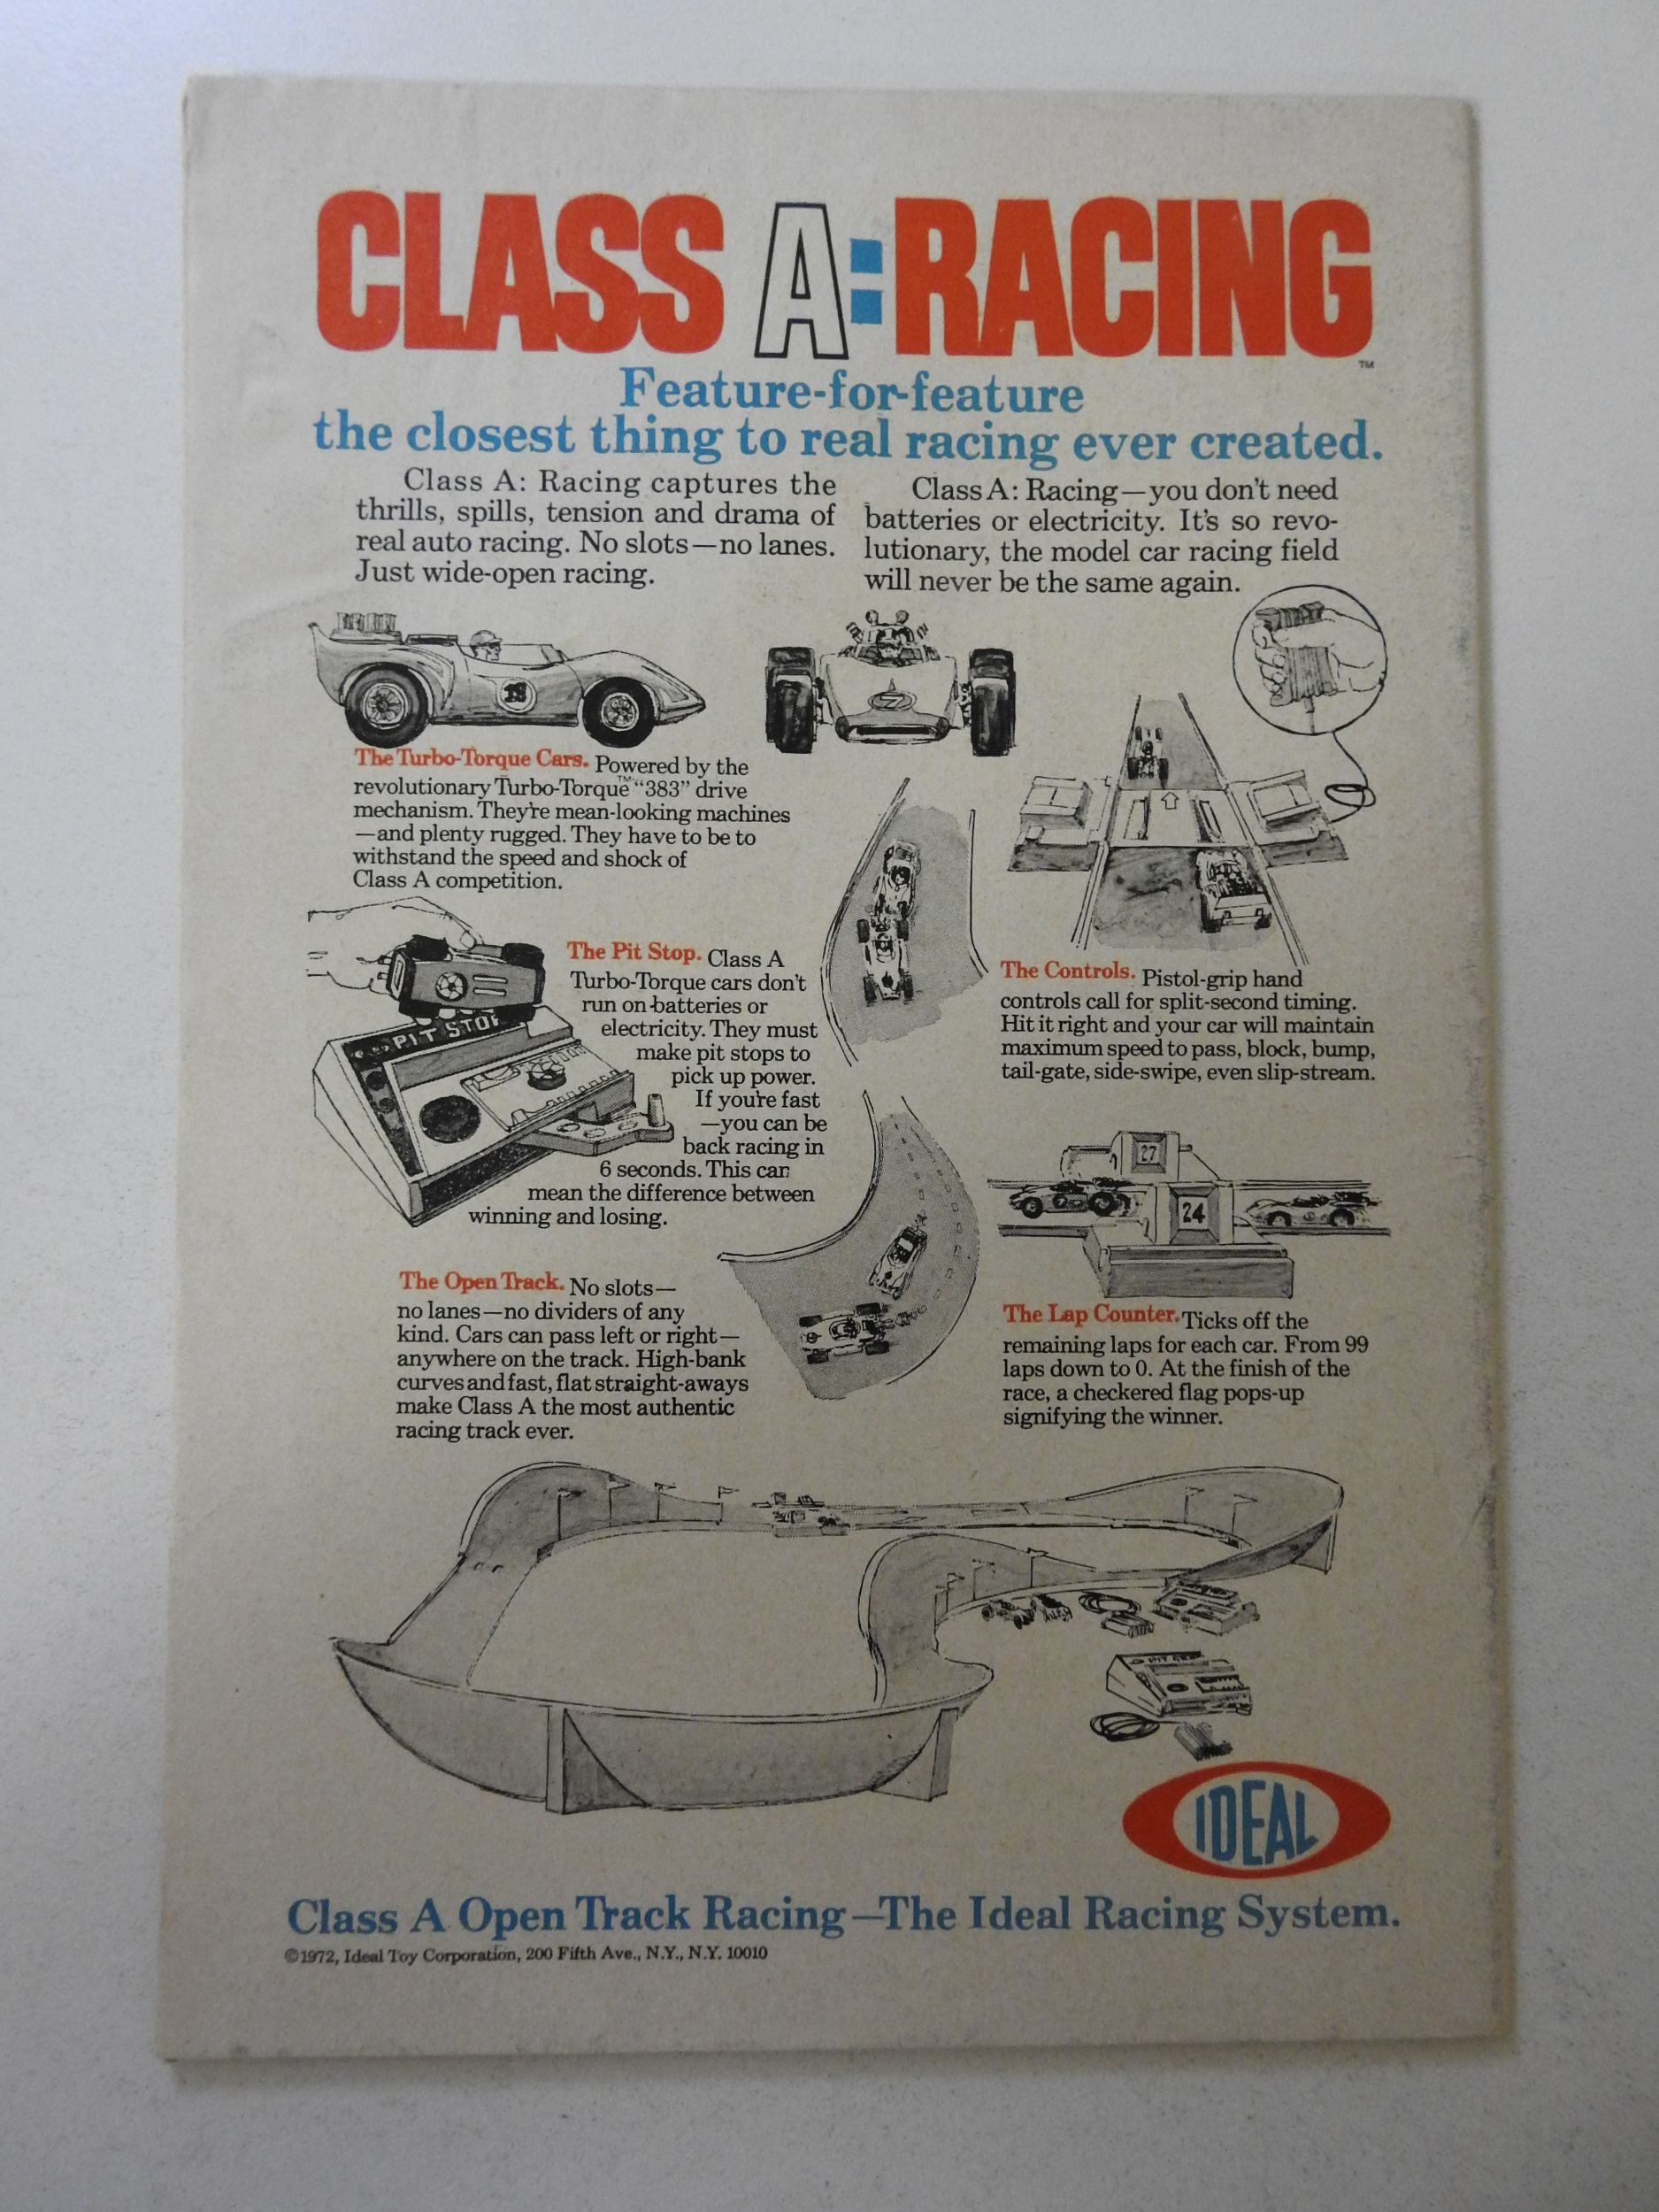 CLASS A:RACING
™
Feature-for-feature
the closest thing to real racing ever created.
Class A: Racing captures the
thrills, spills, tension and drama of
real auto racing. No slots—no lanes.
Just wide-open racing.
Class A: Racing—you don't need
batteries or electricity. It's so revo-
lutionary, the model car racing field
will never be the same again.
The Turbo-Torque Cars. Powered by the
revolutionary Turbo-Torque™ "383" drive
mechanism. They're mean-looking machines
—and plenty rugged. They have to be to
withstand the speed and shock of
Class A competition.
PIT STOP
The Pit Stop. Class A
Turbo-Torque cars don't
run on batteries or
electricity. They must
make pit stops to
pick up power.
If you're fast
—you can be
back racing in
6 seconds. This can
mean the difference between
winning and losing.
The Open Track. No slots—
no lanes—no dividers of any
kind. Cars can pass left or right—
anywhere on the track. High-bank
curves and fast, flat straight-aways
make Class A the most authentic
racing track ever.
The Controls. Pistol-grip hand
controls call for split-second timing.
Hit it right and your car will maintain
maximum speed to pass, block, bump,
tail-gate, side-swipe, even slip-stream.
27
24
The Lap Counter. Ticks off the
remaining laps for each car. From 99
laps down to 0. At the finish of the
race, a checkered flag pops-up
signifying the winner.
IDEAL
Class A Open Track Racing—The Ideal Racing System.
©1972, Ideal Toy Corporation, 200 Fifth Ave., N.Y., N.Y. 10010